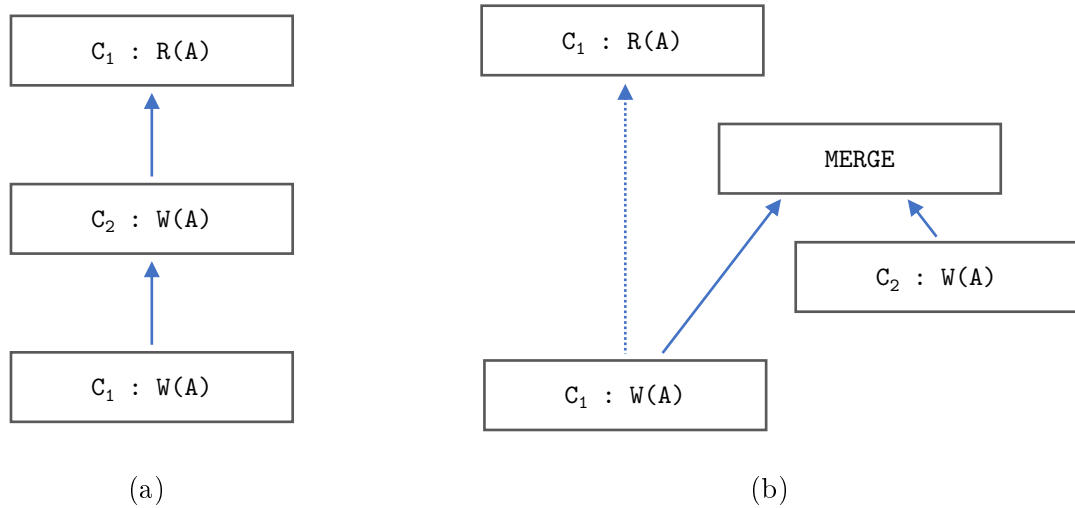 C₁ : R(A)
C₂ : W(A)
C₁ : W(A)
(a)
C₁ : R(A)
MERGE
C₂ : W(A)
C₁ : W(A)
(b)